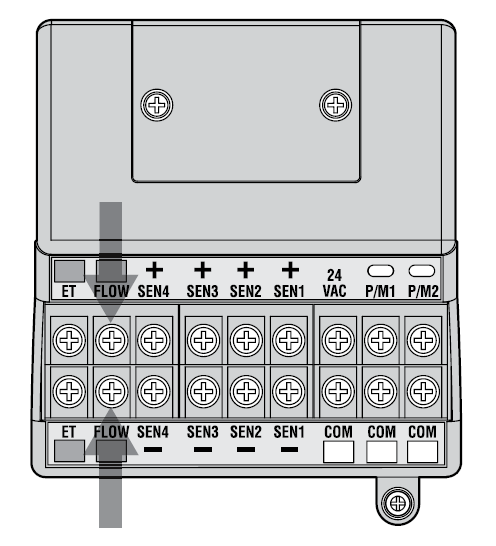 + + + + 24
ET FLOW SEN4 SEN3 SEN2 SEN1 VAC P/M1 P/M2
ET FLOW SEN4 SEN3 SEN2 SEN1 COM COM COM
- - - -